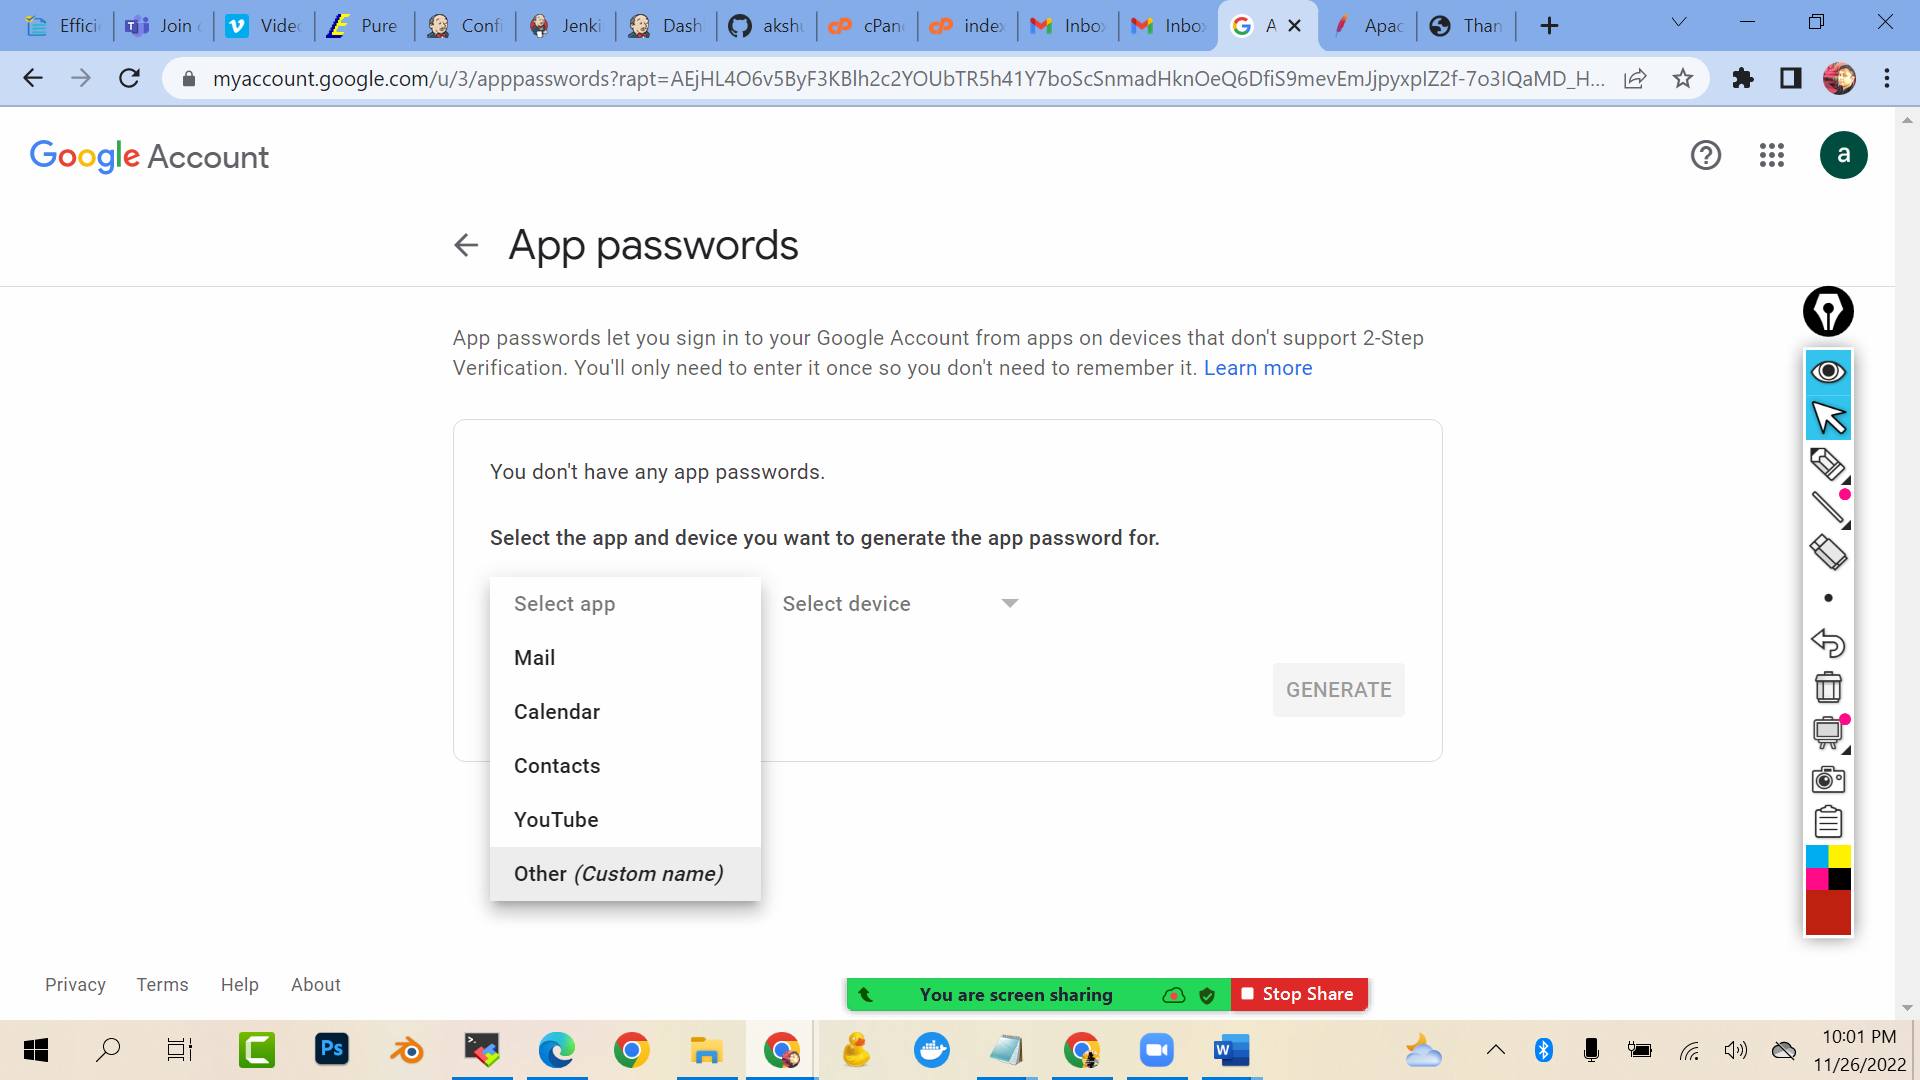 Effici
Join c
Videc
Pure
Confi
Jenki
Dash
akshu
cPane
index
Inbox
Inbox
A
Apac
Than
myaccount.google.com/u/3/apppasswords?rapt=AEjHL4O6v5ByF3KBlh2c2YOUbTR5h41Y7boScSnmadHknOeQ6DfiS9mevEmJjpyxpIZ2f-7o3IQaMD_H...
Google Account
a
App passwords
App passwords let you sign in to your Google Account from apps on devices that don't support 2-Step
Verification. You'll only need to enter it once so you don't need to remember it. Learn more
You don't have any app passwords.
Select the app and device you want to generate the app password for.
Select app
Select device
Mail
GENERATE
Calendar
Contacts
YouTube
Other (Custom name)
Privacy
Terms
Help
About
You are screen sharing
Stop Share
Ps
W
10:01 PM
11/26/2022